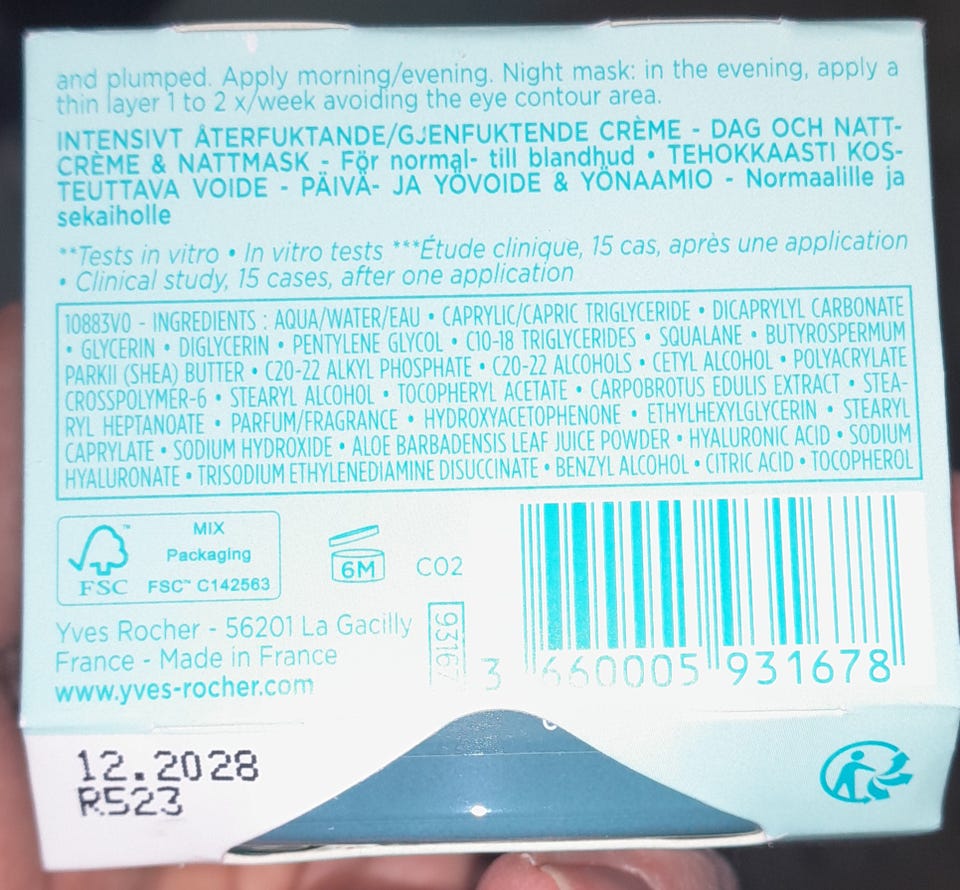 and plumped. Apply morning/evening. Night mask: in the evening, apply a
thin layer 1 to 2 x/week avoiding the eye contour area.
INTENSIVT ÅTERFUKTANDE/GJENFUKTENDE CRÈME - DAG OCH NATT-
CRÈME & NATTMASK - För normal- till blandhud • TEHOKKAASTI KOS-
TEUTTAVA VOIDE - PÄIVÄ- JA YÖVOIDE & YÖNAAMIO - Normaalille ja
sekaiholle
**Tests in vitro • In vitro tests ***Étude clinique, 15 cas, après une application
• Clinical study, 15 cases, after one application
10883V0 - INGREDIENTS : AQUA/WATER/EAU • CAPRYLIC/CAPRIC TRIGLYCERIDE • DICAPRYLYL CARBONATE
• GLYCERIN • DIGLYCERIN • PENTYLENE GLYCOL • C10-18 TRIGLYCERIDES • SQUALANE • BUTYROSPERMUM
PARKII (SHEA) BUTTER • C20-22 ALKYL PHOSPHATE • C20-22 ALCOHOLS • CETYL ALCOHOL • POLYACRYLATE
CROSSPOLYMER-6 • STEARYL ALCOHOL • TOCOPHERYL ACETATE • CARPOBROTUS EDULIS EXTRACT • STEA-
RYL HEPTANOATE • PARFUM/FRAGRANCE • HYDROXYACETOPHENONE • ETHYLHEXYLGLYCERIN • STEARYL
CAPRYLATE • SODIUM HYDROXIDE • ALOE BARBADENSIS LEAF JUICE POWDER • HYALURONIC ACID • SODIUM
HYALURONATE • TRISODIUM ETHYLENEDIAMINE DISUCCINATE • BENZYL ALCOHOL • CITRIC ACID • TOCOPHEROL
MIX
Packaging
FSC™ C142563
FSC
™
6M
C02
Yves Rocher - 56201 La Gacilly
France - Made in France
www.yves-rocher.com
93167
3 660005 931678
12.2028
R523